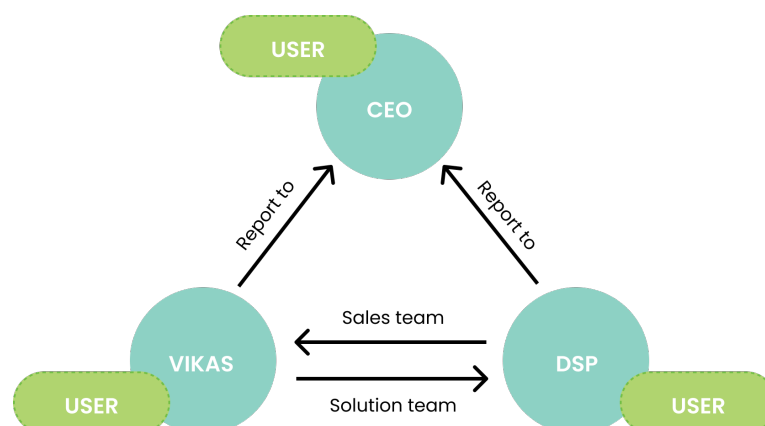 USER
CEO
Report to
Report to
Sales team
VIKAS
DSP
USER
Solution team
USER